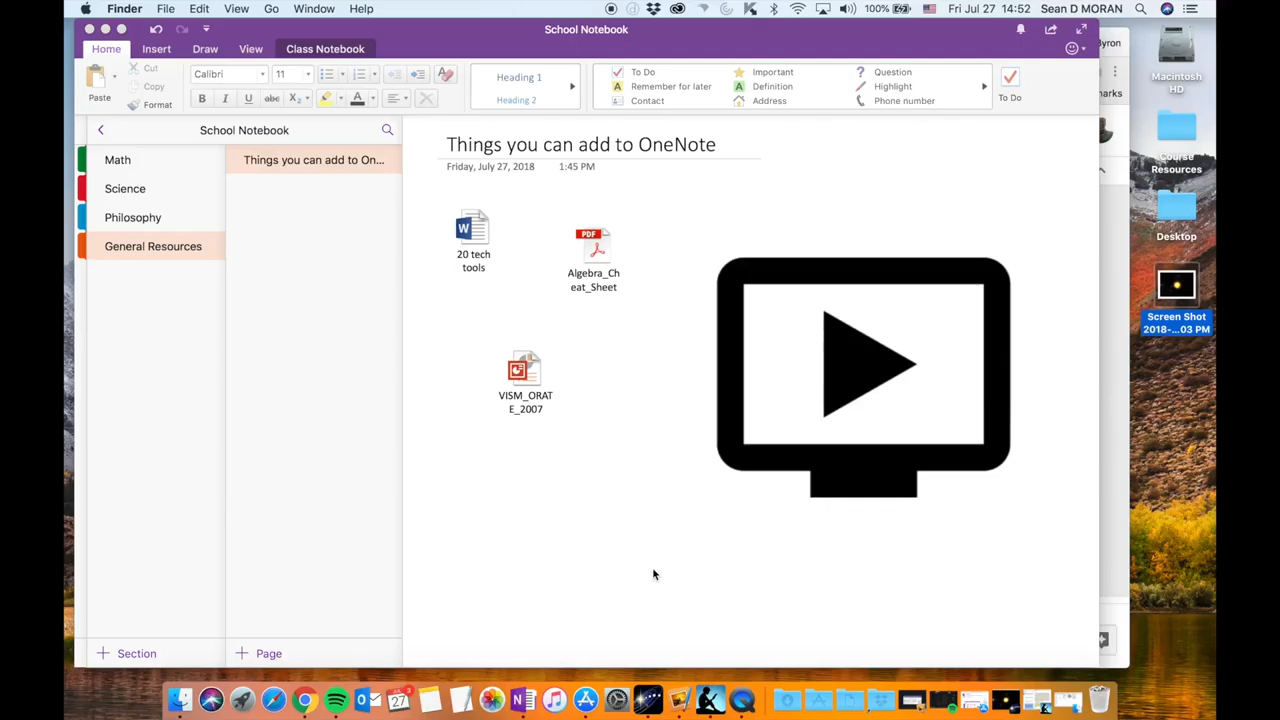 Finder File Edit View Go Window Help
100% Fri Jul 27 14:52 Sean D MORAN
School Notebook
Home Insert Draw View Class Notebook
Paste
Cut
Copy
Format
Calibri 11
B I U abc X₂ A
Heading 1
Heading 2
To Do
Remember for later
Contact
Important
Definition
Address
Question
Highlight
Phone number
To Do
School Notebook
Math
Science
Philosophy
General Resources
Things you can add to On...
Things you can add to OneNote
Friday, July 27, 2018 1:45 PM
W
20 tech
tools
PDF
Algebra_Ch
eat_Sheet
VISM_ORAT
E_2007
+ Section
+ Page
Byron
Macintosh
HD
Course
Resources
Desktop
Screen Shot
2018-...03 PM